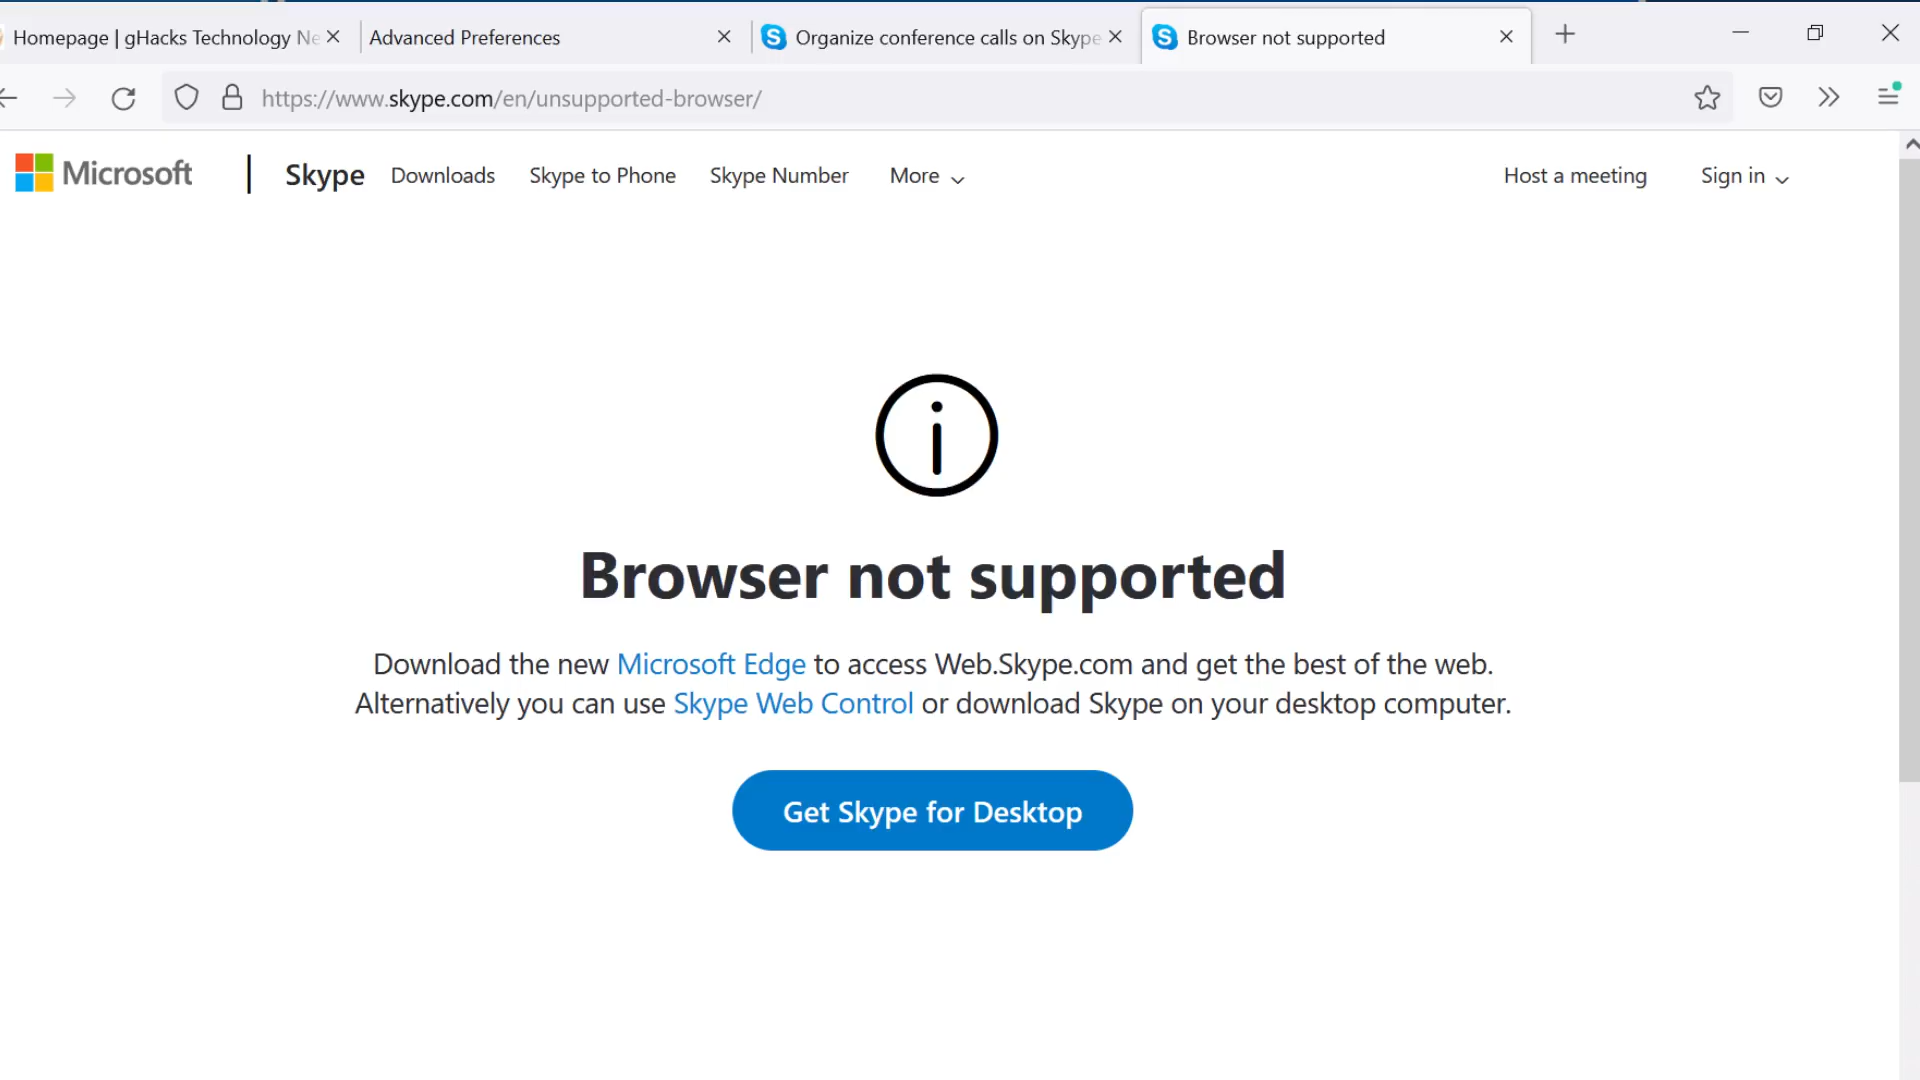 Homepage | gHacks Technology Ne
Advanced Preferences
Organize conference calls on Skype
Browser not supported
https://www.skype.com/en/unsupported-browser/
Microsoft
Skype
Downloads
Skype to Phone
Skype Number
More
Host a meeting
Sign in
Browser not supported
Download the new Microsoft Edge to access Web.Skype.com and get the best of the web.
Alternatively you can use Skype Web Control or download Skype on your desktop computer.
Get Skype for Desktop